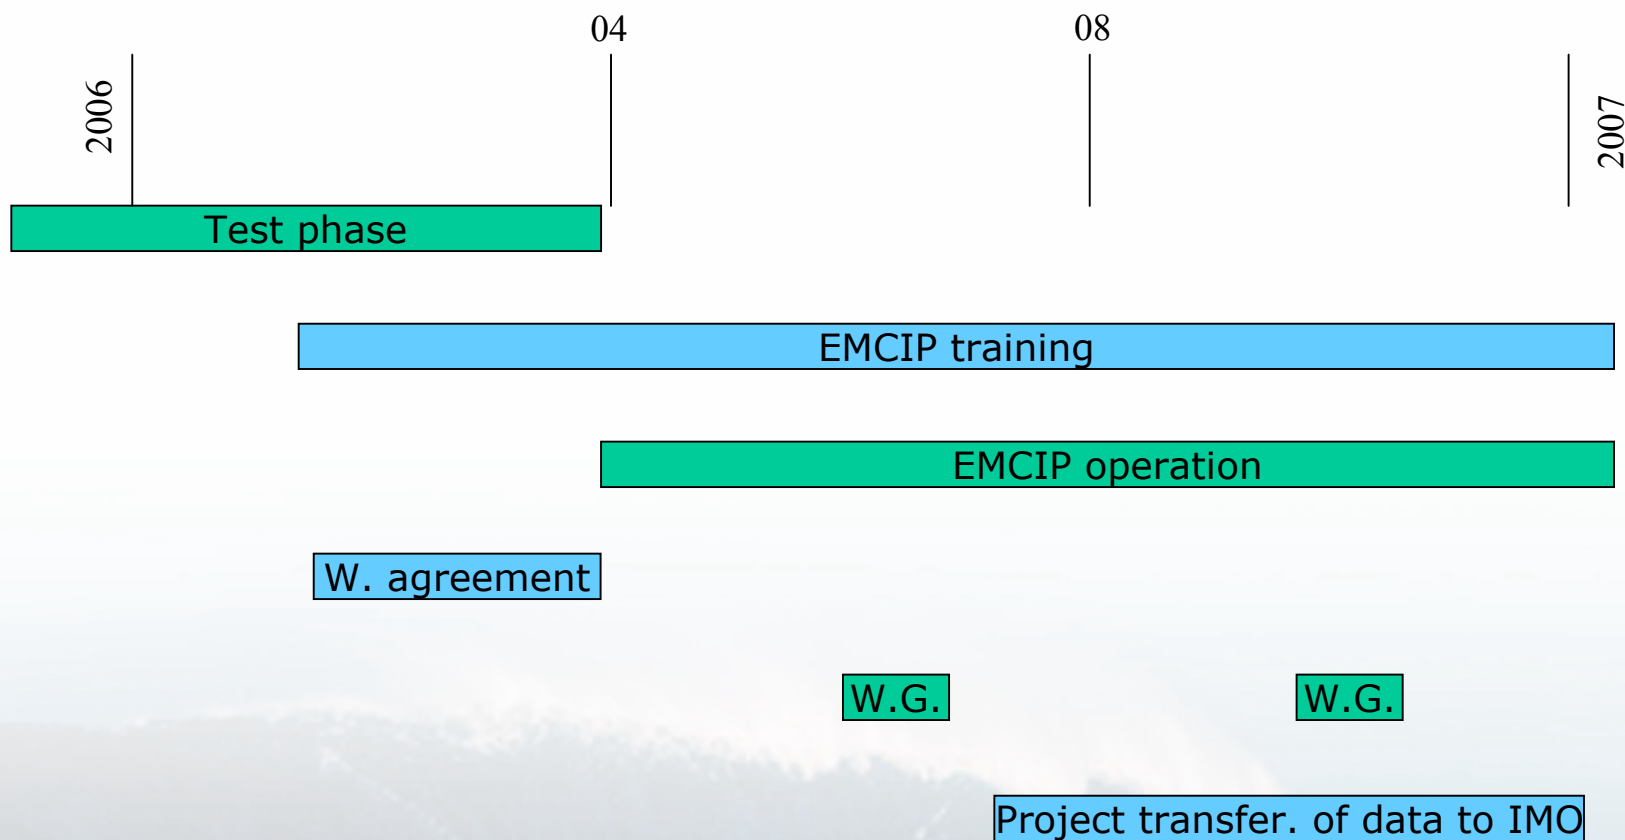 04
08
2006
2007
Test phase
EMCIP training
EMCIP operation
W. agreement
W.G.
W.G.
Project transfer. of data to IMO